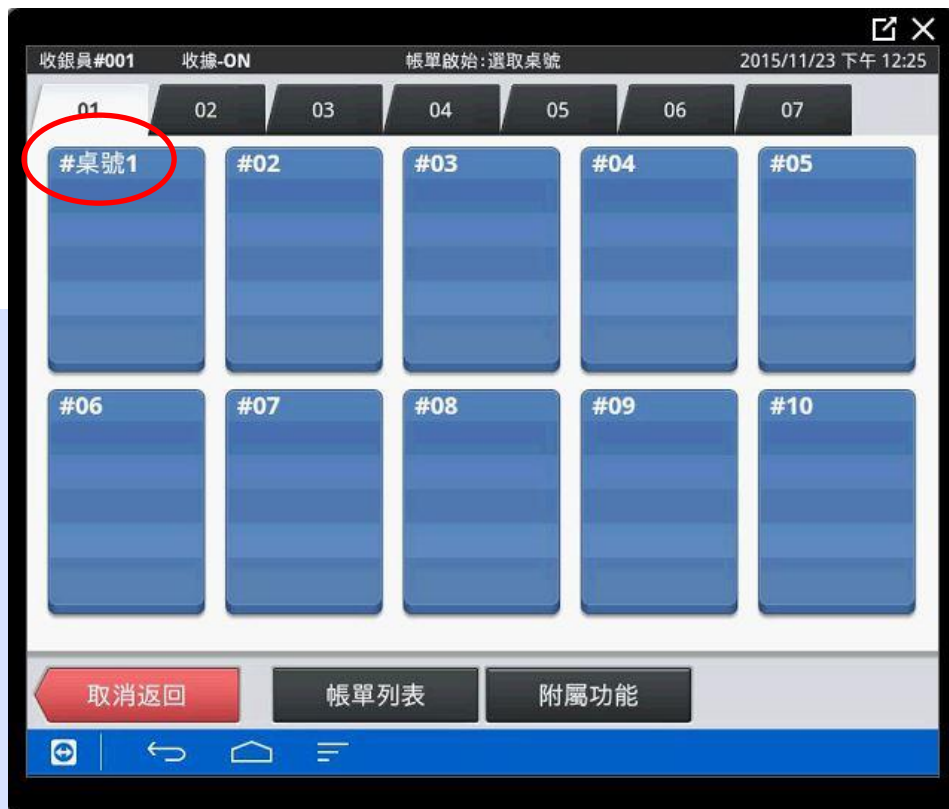 收銀員#001 收據-ON 帳單啟始:選取桌號 2015/11/23 下午 12:25
01 02 03 04 05 06 07
#桌號1 #02 #03 #04 #05
#06 #07 #08 #09 #10
取消返回 帳單列表 附屬功能